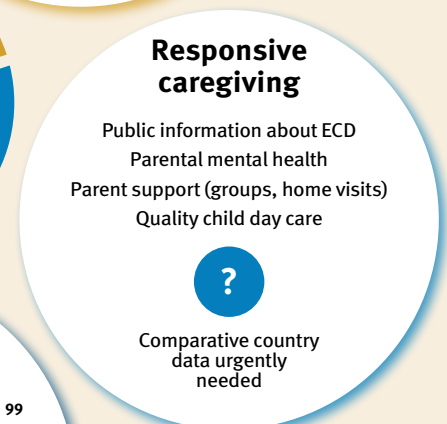 Responsive
caregiving
Public information about ECD
Parental mental health
Parent support (groups, home visits)
Quality child day care
?
Comparative country
data urgently
needed
99